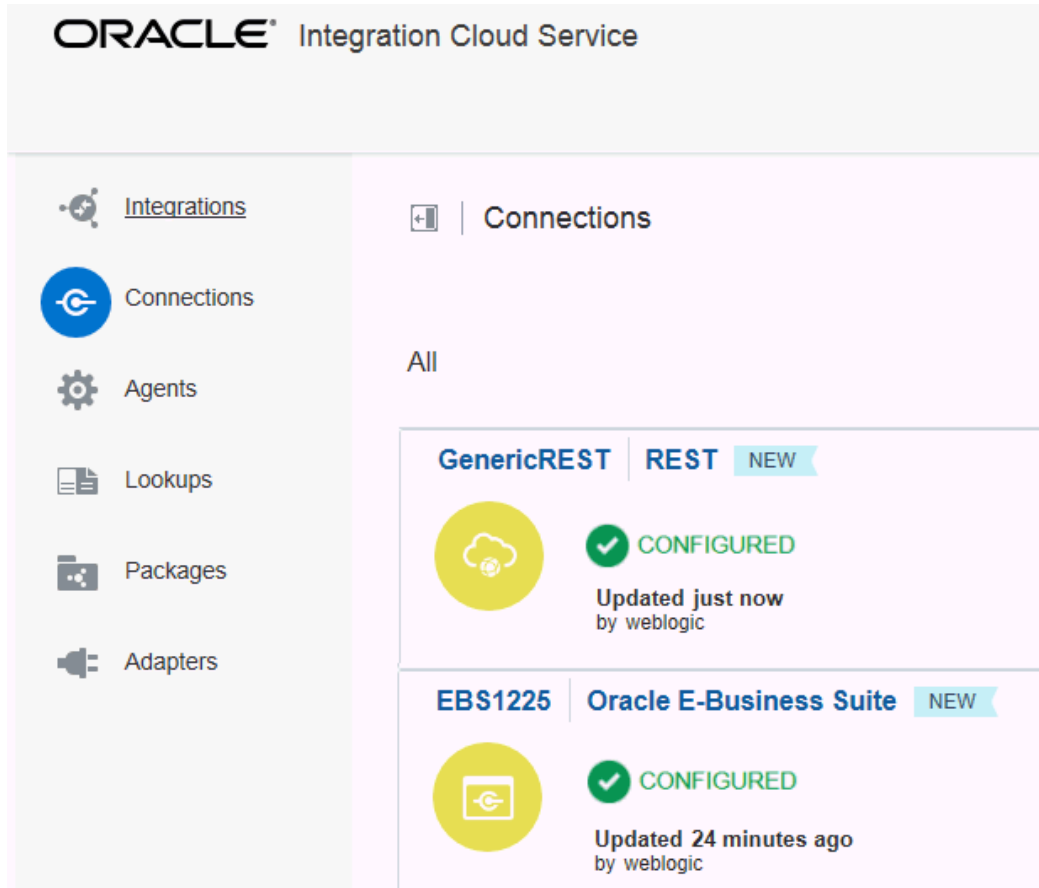 ORACLE® Integration Cloud Service
Integrations
Connections
Agents
Lookups
Packages
Adapters
Connections
All
GenericREST REST NEW
CONFIGURED
Updated just now
by weblogic
EBS1225 Oracle E-Business Suite NEW
CONFIGURED
Updated 24 minutes ago
by weblogic